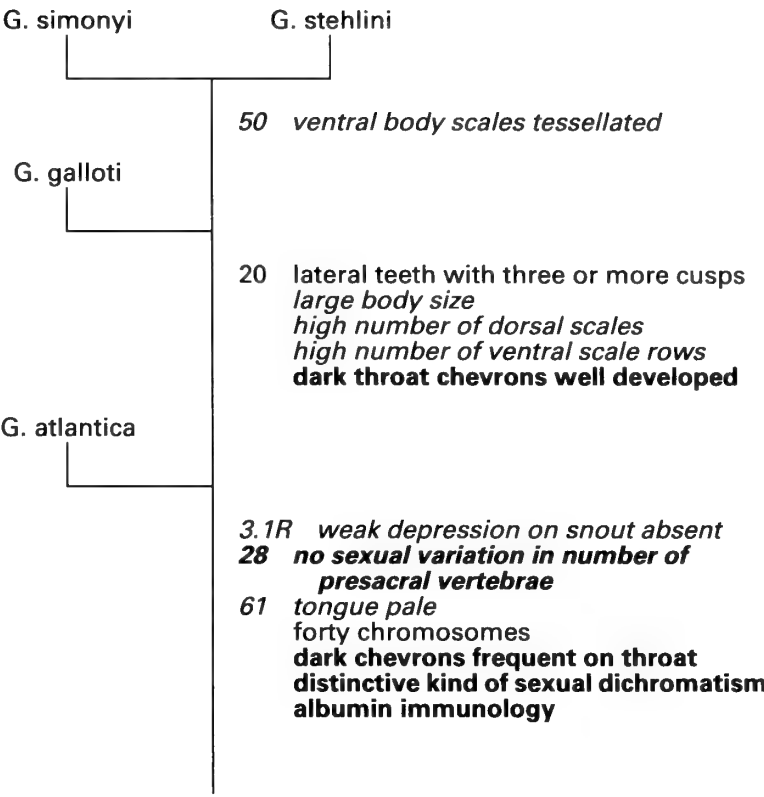 G. simonyi G. stehlini
50 ventral body scales tessellated
G. galloti
20 lateral teeth with three or more cusps
large body size
high number of dorsal scales
high number of ventral scale rows
dark throat chevrons well developed
G. atlantica
3.1R weak depression on snout absent
28 no sexual variation in number of
presacral vertebrae
61 tongue pale
forty chromosomes
dark chevrons frequent on throat
distinctive kind of sexual dichromatism
albumin immunology